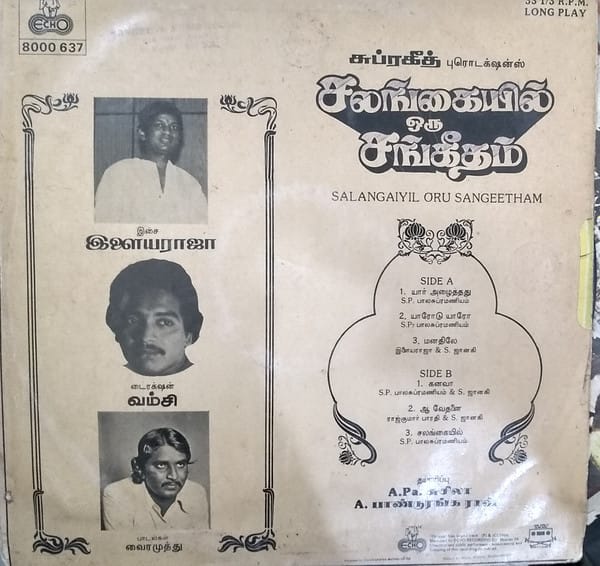 ECHO
8000 637
33 1/3 R.P.M.
LONG PLAY
சுப்ரகீத் புரொடக்ஷன்ஸ்
சலங்கையில்
ஒரு
சங்கீதம்
SALANGAIYIL ORU SANGEETHAM
இசை
இளையராஜா
டைரக்ஷன்
வம்சி
பாடல்கள்
வைரமுத்து
SIDE A
1. யார் அழைத்தது
S.P. பாலசுப்ரமணியம்
2. யாரோடு யாரோ
S.P. பாலசுப்ரமணியம்
3. மனதிலே
இளையராஜா & S. ஜானகி
SIDE B
1. கனவா
S.P. பாலசுப்ரமணியம் & S. ஜானகி
2. ஆ வேதனை
ராஜ்குமார் பாரதி & S. ஜானகி
3. சலங்கையில்
S.P. பாலசுப்ரமணியம்
தயாரிப்பு
A.Pa. சுசிலா
A. பாண்டுரங்க ராவ்
ECHO